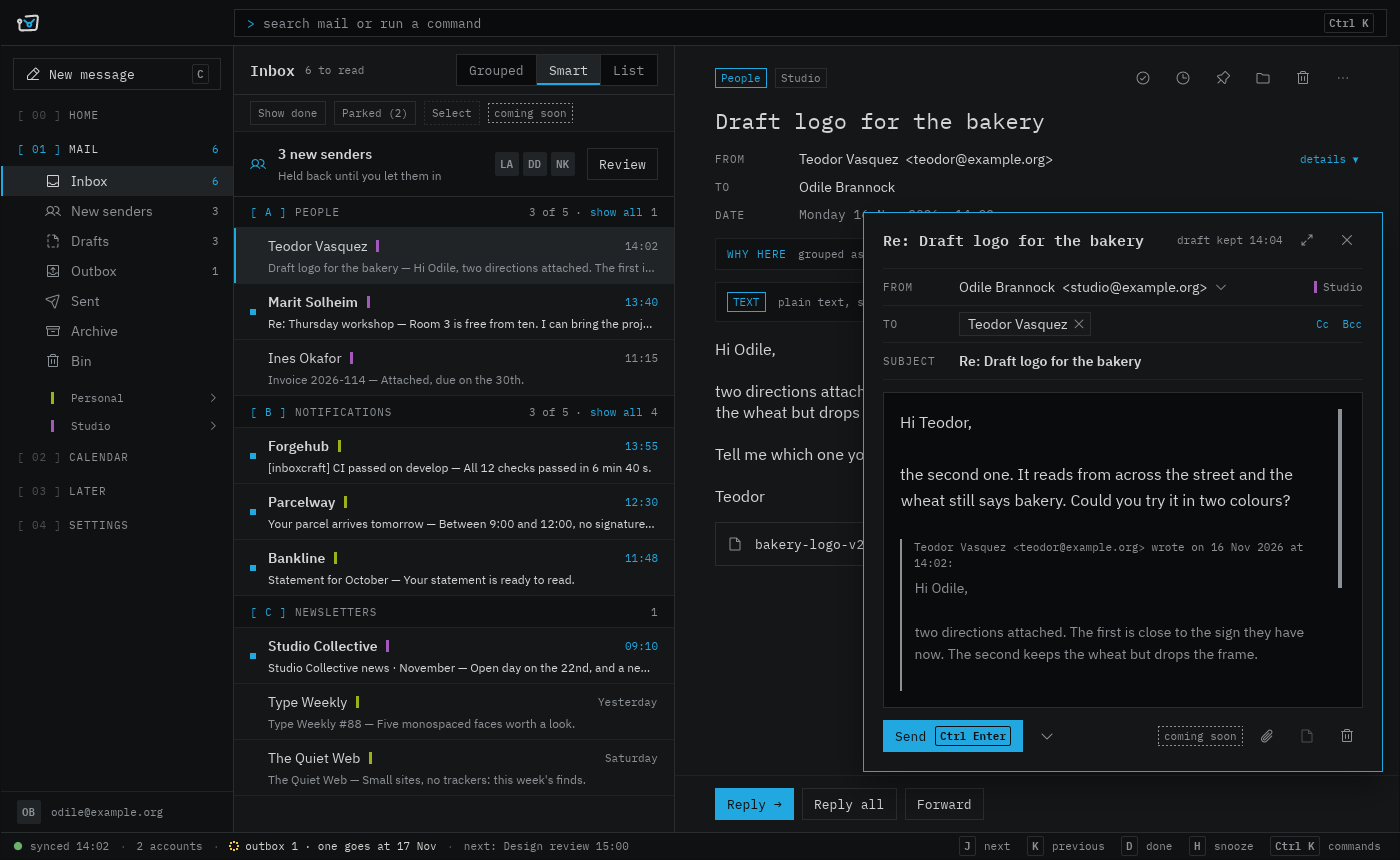 > search mail or run a command
Ctrl K
New message C
[ 00 ] HOME
[ 01 ] MAIL 6
Inbox 6
New senders 3
Drafts 3
Outbox 1
Sent
Archive
Bin
Personal
Studio
[ 02 ] CALENDAR
[ 03 ] LATER
[ 04 ] SETTINGS
OB odile@example.org
Inbox 6 to read
Grouped Smart List
Show done Parked (2) Select coming soon
3 new senders
Held back until you let them in
LA DD NK Review
[ A ] PEOPLE 3 of 5 · show all 1
Teodor Vasquez 14:02
Draft logo for the bakery — Hi Odile, two directions attached. The first i…
Marit Solheim 13:40
Re: Thursday workshop — Room 3 is free from ten. I can bring the proj…
Ines Okafor 11:15
Invoice 2026-114 — Attached, due on the 30th.
[ B ] NOTIFICATIONS 3 of 5 · show all 4
Forgehub 13:55
[inboxcraft] CI passed on develop — All 12 checks passed in 6 min 40 s.
Parcelway 12:30
Your parcel arrives tomorrow — Between 9:00 and 12:00, no signature…
Bankline 11:48
Statement for October — Your statement is ready to read.
[ C ] NEWSLETTERS 1
Studio Collective 09:10
Studio Collective news · November — Open day on the 22nd, and a ne…
Type Weekly Yesterday
Type Weekly #88 — Five monospaced faces worth a look.
The Quiet Web Saturday
The Quiet Web — Small sites, no trackers: this week's finds.
People Studio
Draft logo for the bakery
FROM Teodor Vasquez <teodor@example.org> details ▾
TO Odile Brannock
DATE Monday
WHY HERE grouped as
TEXT plain text, s
Hi Odile,
two directions attach
the wheat but drops
Tell me which one yo
Teodor
bakery-logo-v2
Reply → Reply all Forward
Re: Draft logo for the bakery draft kept 14:04
FROM Odile Brannock <studio@example.org> Studio
TO Teodor Vasquez Cc Bcc
SUBJECT Re: Draft logo for the bakery
Hi Teodor,
the second one. It reads from across the street and the
wheat still says bakery. Could you try it in two colours?
Teodor Vasquez <teodor@example.org> wrote on 16 Nov 2026 at
14:02:
Hi Odile,
two directions attached. The first is close to the sign they have
now. The second keeps the wheat but drops the frame.
Send Ctrl Enter coming soon
synced 14:02 · 2 accounts · outbox 1 · one goes at 17 Nov · next: Design review 15:00
J next K previous D done H snooze Ctrl K commands